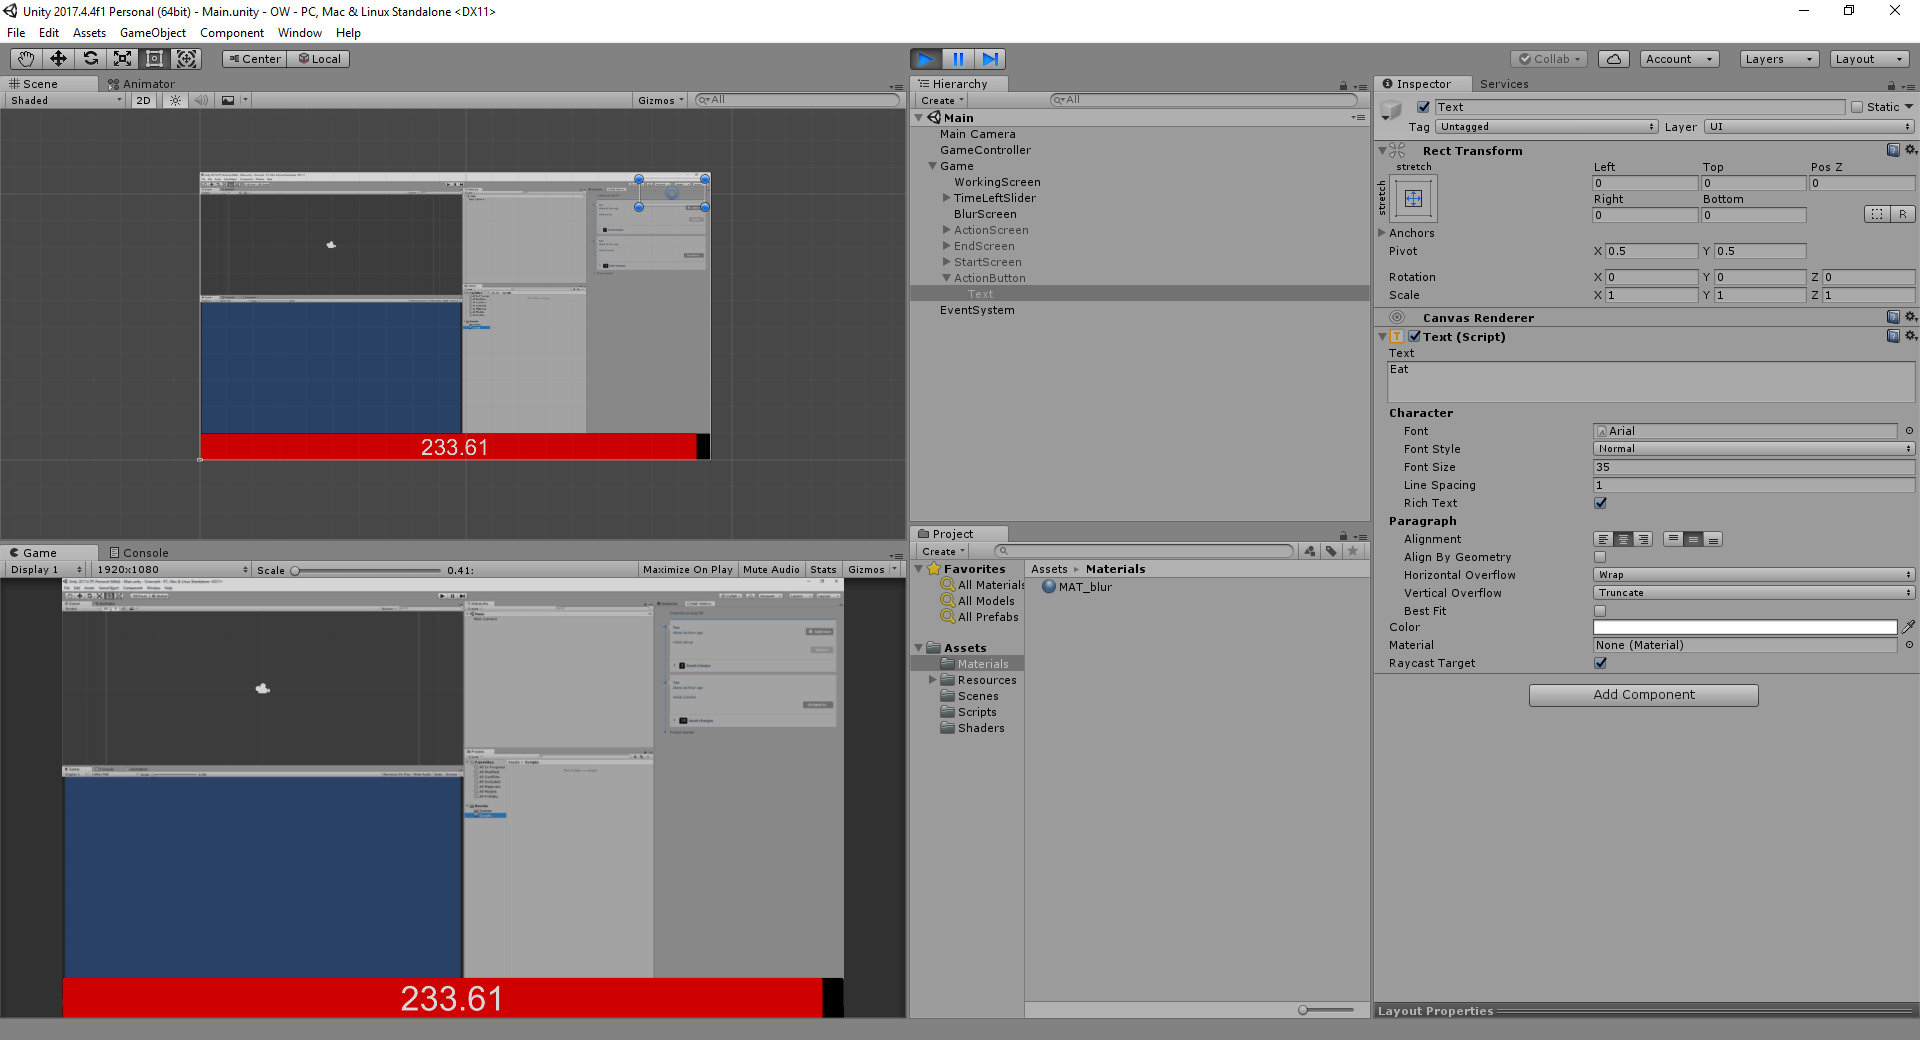 Unity 2017.4.4f1 Personal (64bit) - Main.unity - OW - PC, Mac & Linux Standalone <DX11>
File Edit Assets GameObject Component Window Help
Center Local
Collab Account Layers Layout
Scene Animator
Shaded 2D Gizmos All
233.61
Game Console
Display 1 1920x1080 Scale 0.41: Maximize On Play Mute Audio Stats Gizmos
233.61
Hierarchy
Create All
Main
Main Camera
GameController
Game
WorkingScreen
TimeLeftSlider
BlurScreen
ActionScreen
EndScreen
StartScreen
ActionButton
Text
EventSystem
Project
Create
Favorites
All Materials
All Models
All Prefabs
Assets
Materials
Resources
Scenes
Scripts
Shaders
Assets Materials
MAT_blur
Inspector Services
Text Static
Tag Untagged Layer UI
Rect Transform
stretch Left Top Pos Z
stretch
0 0 0
Right Bottom
0 0 R
Anchors
Pivot X 0.5 Y 0.5
Rotation X 0 Y 0 Z 0
Scale X 1 Y 1 Z 1
Canvas Renderer
Text (Script)
Text
Eat
Character
Font Arial
Font Style Normal
Font Size 35
Line Spacing 1
Rich Text
Paragraph
Alignment
Align By Geometry
Horizontal Overflow Wrap
Vertical Overflow Truncate
Best Fit
Color
Material None (Material)
Raycast Target
Add Component
Layout Properties